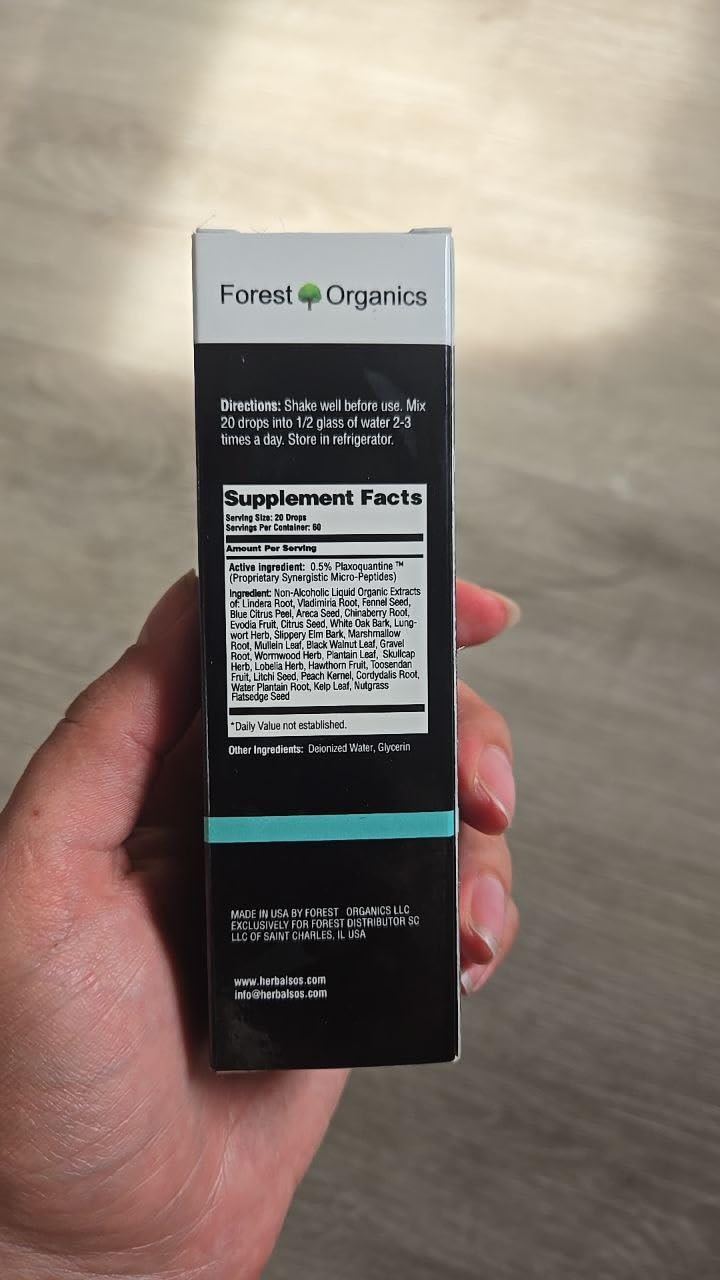 Forest Organics
Directions: Shake well before use. Mix
20 drops into 1/2 glass of water 2-3
times a day. Store in refrigerator.
Supplement Facts
Serving Size: 20 Drops
Servings Per Container: 60
Amount Per Serving
Active ingredient: 0.5% Plaxoquantine™
(Proprietary Synergistic Micro-Peptides)
Ingredient: Non-Alcoholic Liquid Organic Extracts
of: Lindera Root, Vladimiria Root, Fennel Seed,
Blue Citrus Peel, Areca Seed, Chinaberry Root,
Evodia Fruit, Citrus Seed, White Oak Bark, Lung-
wort Herb, Slippery Elm Bark, Marshmallow
Root, Mullein Leaf, Black Walnut Leaf, Gravel
Root, Wormwood Herb, Plantain Leaf, Skullcap
Herb, Lobelia Herb, Hawthorn Fruit, Toosendan
Fruit, Litchi Seed, Peach Kernel, Cordydalis Root,
Water Plantain Root, Kelp Leaf, Nutgrass
Flatsedge Seed
*Daily Value not established.
Other Ingredients: Deionized Water, Glycerin
MADE IN USA BY FOREST ORGANICS LLC
EXCLUSIVELY FOR FOREST DISTRIBUTOR SC
LLC OF SAINT CHARLES, IL USA
www.herbalsos.com
info@herbalsos.com